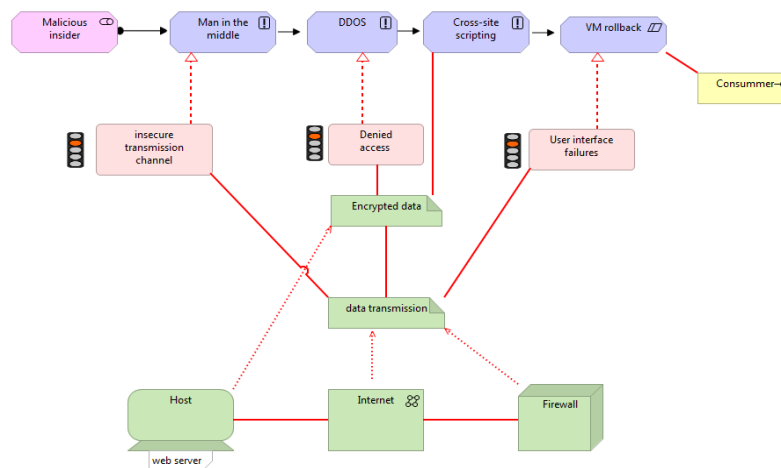 Malicious
insider
Man in the
middle
DDOS
Cross-site
scripting
VM rollback
Consummer
insecure
transmission
channel
Denied
access
User interface
failures
Encrypted data
data transmission
Host
Internet
Firewall
web server